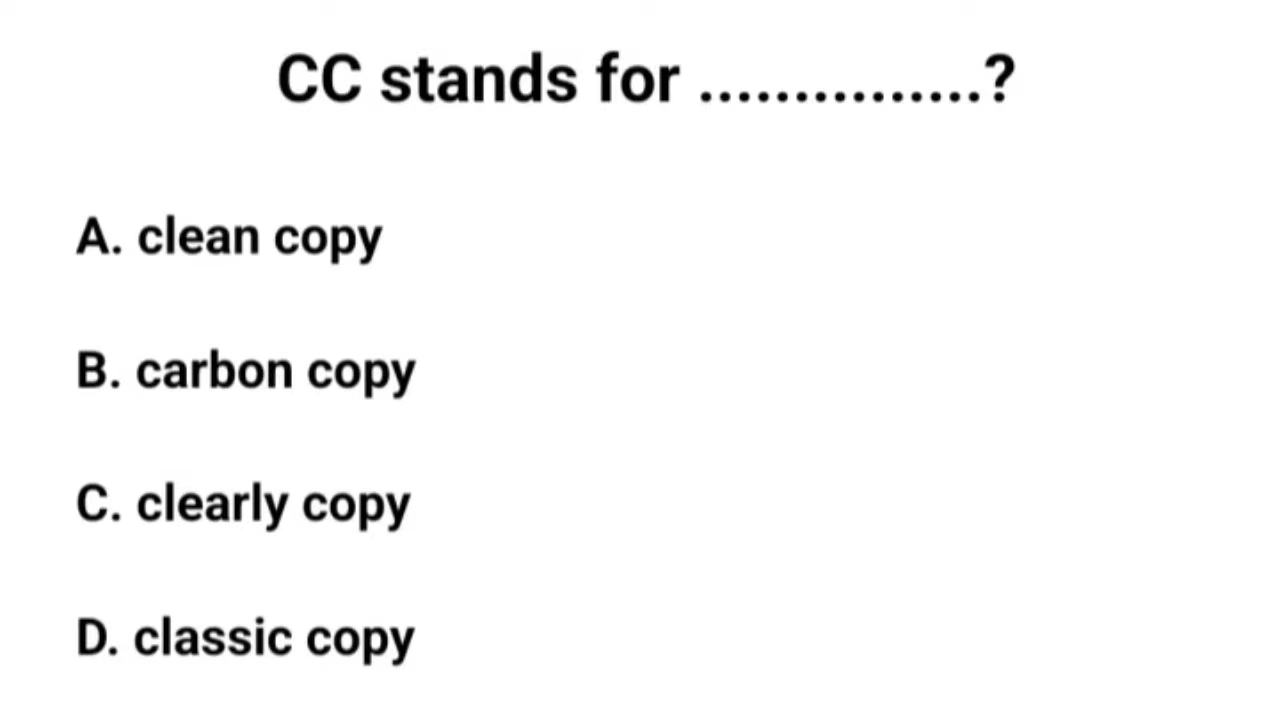 CC stands for ...............?
A. clean copy
B. carbon copy
C. clearly copy
D. classic copy